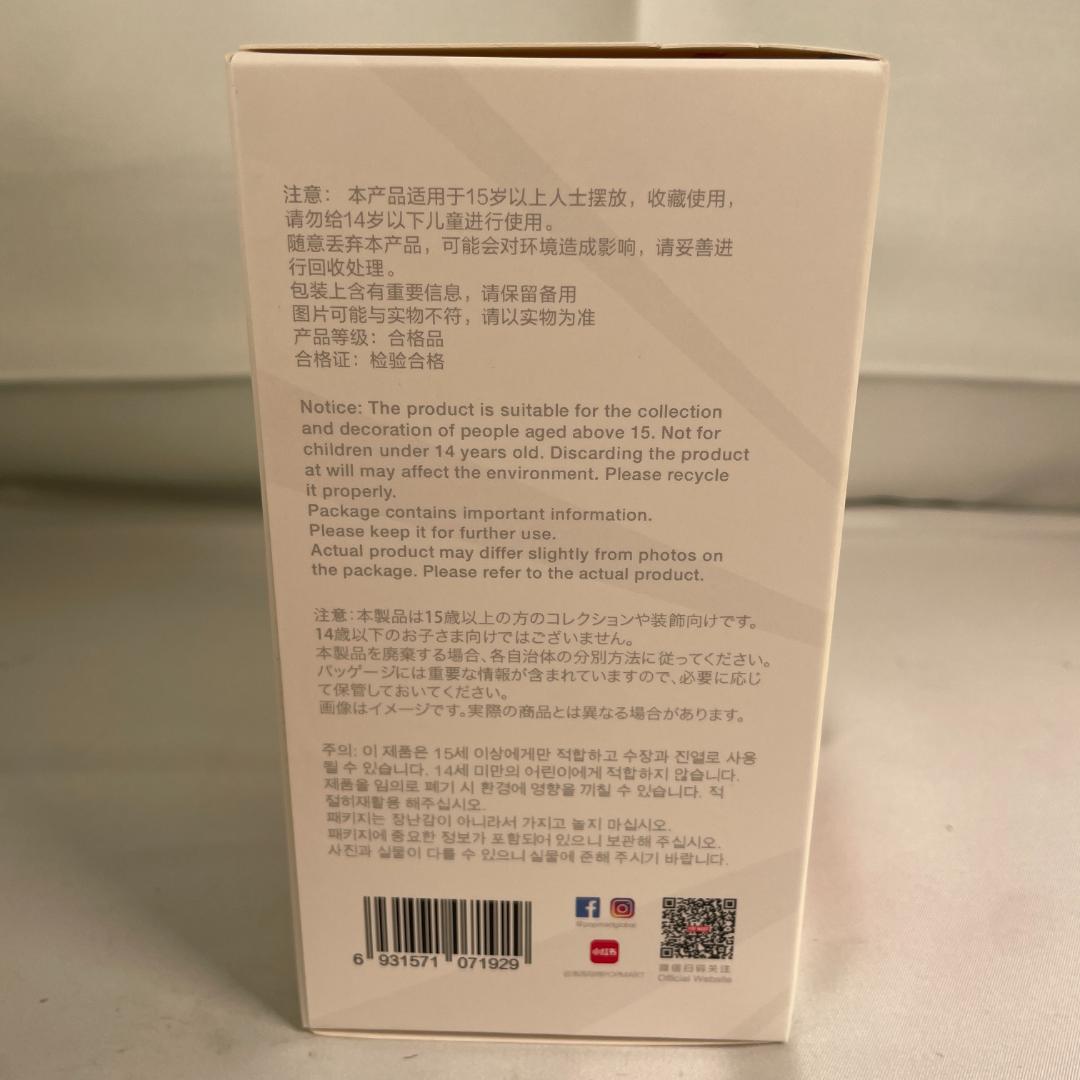 注意： 本产品适用于15岁以上人士摆放，收藏使用，
请勿给14岁以下儿童进行使用。
随意丢弃本产品，可能会对环境造成影响，请妥善进
行回收处理。
包装上含有重要信息，请保留备用
图片可能与实物不符，请以实物为准
产品等级：合格品
合格证：检验合格
Notice: The product is suitable for the collection
and decoration of people aged above 15. Not for
children under 14 years old. Discarding the product
at will may affect the environment. Please recycle
it properly.
Package contains important information.
Please keep it for further use.
Actual product may differ slightly from photos on
the package. Please refer to the actual product.
注意：本製品は15歳以上の方のコレクションや装飾向けです。
14歳以下のお子さま向けではございません。
本製品を廃棄する場合、各自治体の分別方法に従ってください。
パッケージには重要な情報が含まれていますので、必要に応じ
て保管しておいてください。
画像はイメージです。実際の商品とは異なる場合があります。
주의: 이 제품은 15세 이상에게만 적합하고 수장과 진열로 사용
될 수 있습니다. 14세 미만의 어린이에게 적합하지 않습니다.
제품을 임의로 폐기 시 환경에 영향을 끼칠 수 있습니다. 적
절히재활용 해주십시오.
패키지는 장난감이 아니라서 가지고 놀지 마십시오.
패키지에 중요한 정보가 포함되어 있으니 보관해 주십시오.
사진과 실물이 다를 수 있으니 실물에 준해 주시기 바랍니다.
6 931571 071929
@popmartglobal
小红书
POP MART
微信扫码关注
Official Website